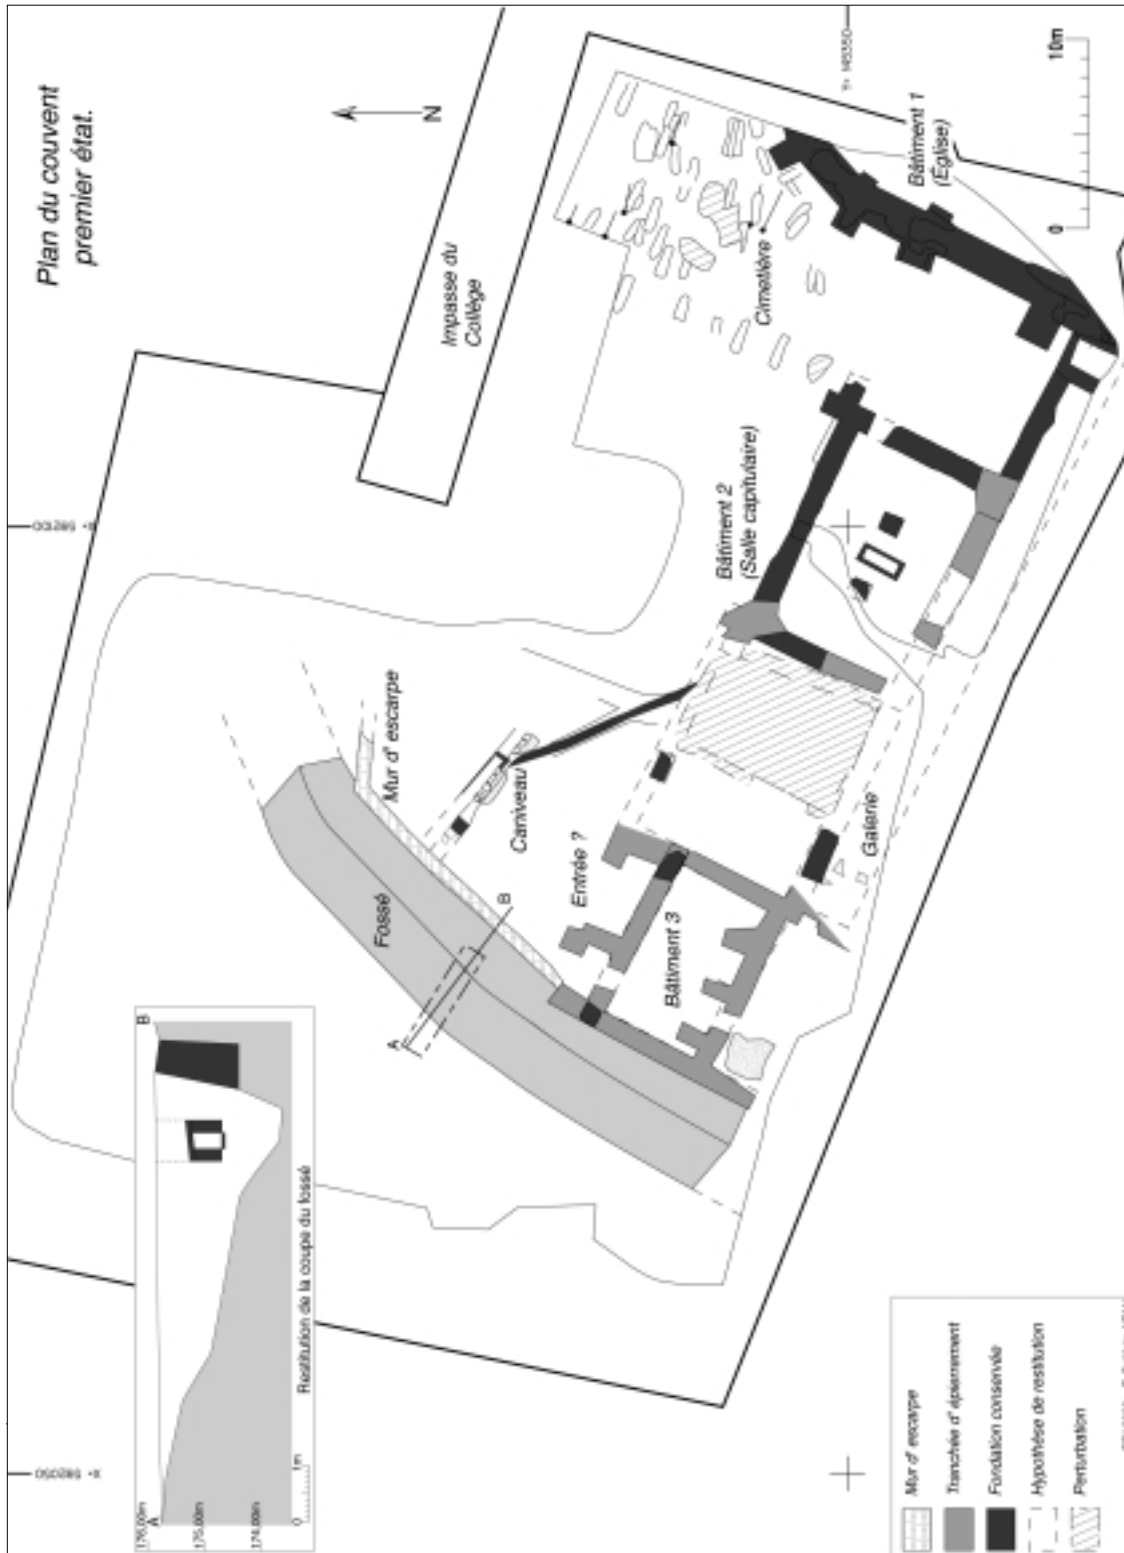 Plan du couvent
premier état.
N
Impasse du
Collège
Y= 145350
10m
0
Bâtiment 1
(Église)
Cimetière
Bâtiment 2
(Salle capitulaire)
Mur d' escarpe
Caniveau
Fossé
Entrée ?
Bâtiment 3
Galerie
A
B
A
B
176,00m
175,00m
174,00m
0
1m
Restitution de la coupe du fossé
Mur d' escarpe
Tranchée d' épierrement
Fondation conservée
Hypothèse de restitution
Perturbation